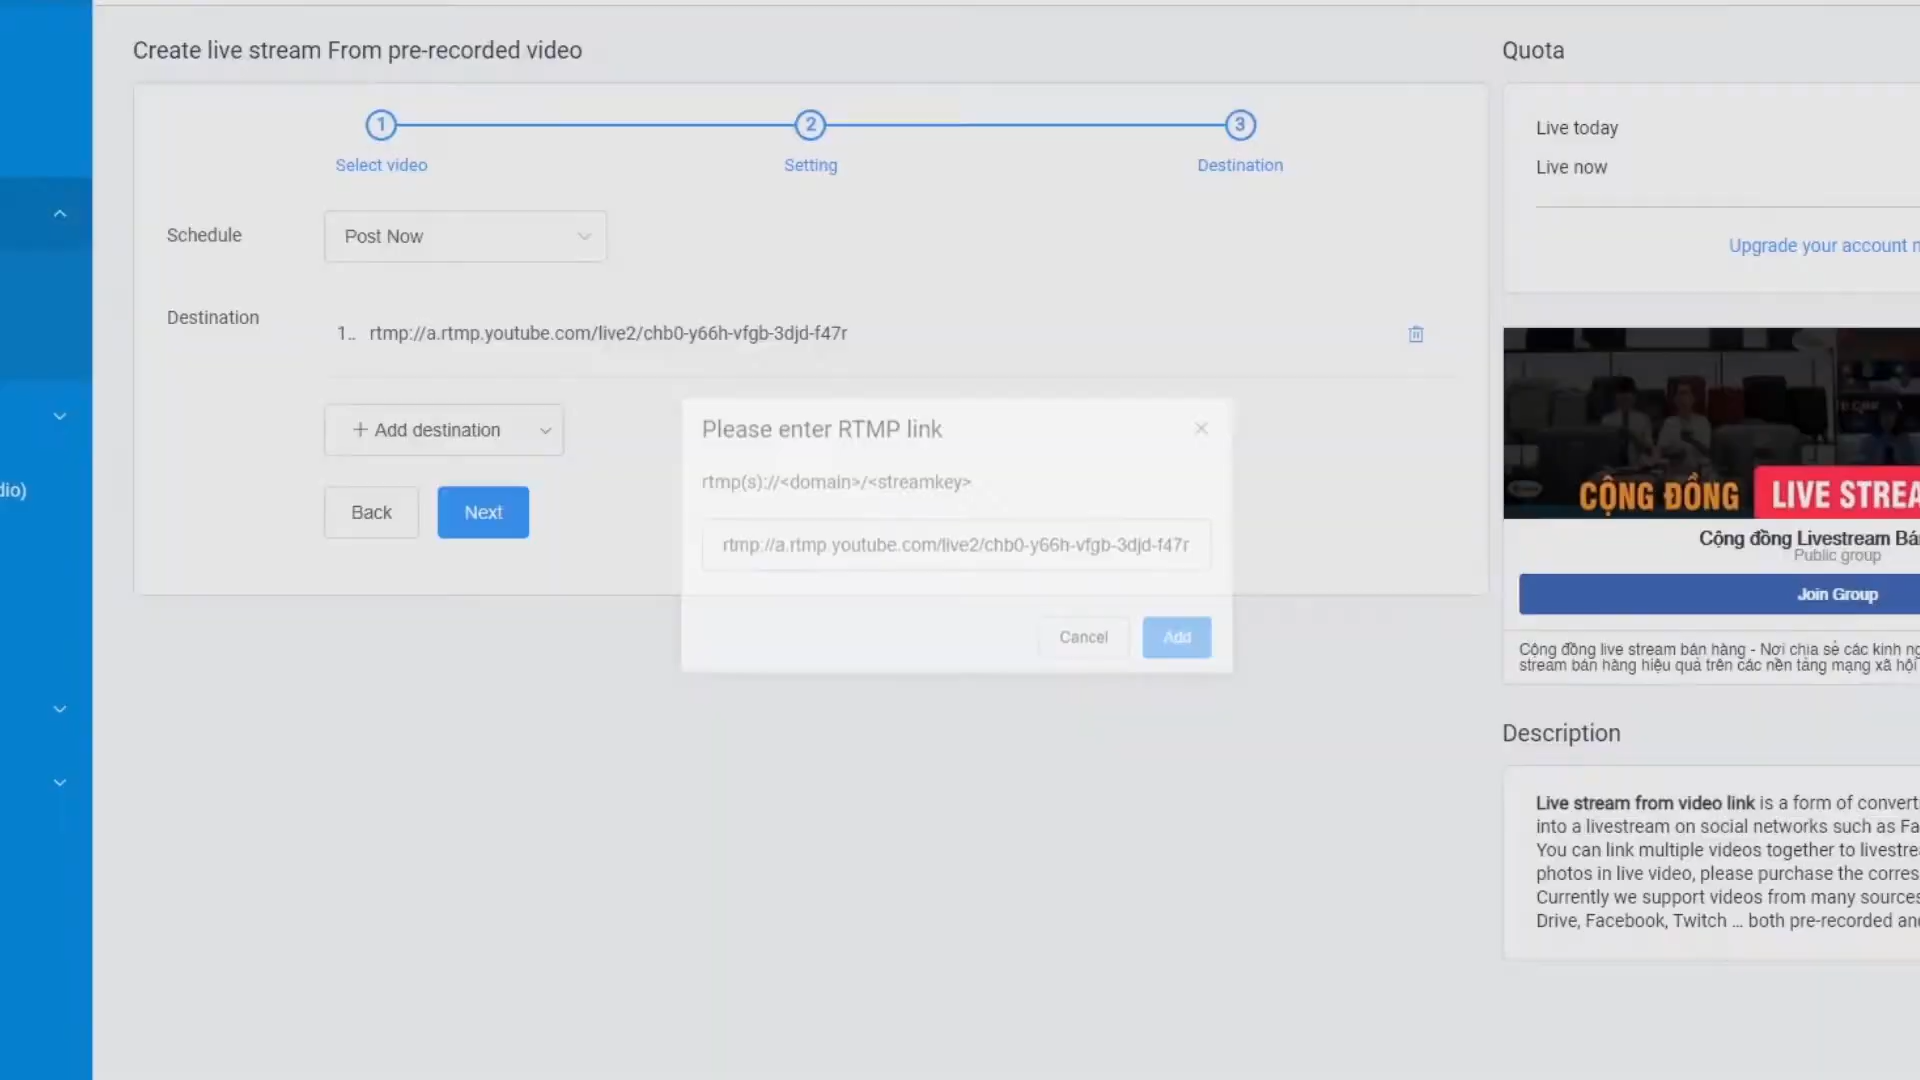 Create live stream From pre-recorded video
1
2
3
Select video
Setting
Destination
Schedule
Post Now
Destination
1.. rtmp://a.rtmp.youtube.com/live2/chb0-y66h-vfgb-3djd-f47r
+ Add destination
Back
Next
dio)
Please enter RTMP link
rtmp(s)://<domain>/<streamkey>
rtmp://a.rtmp.youtube.com/live2/chb0-y66h-vfgb-3djd-f47r
Cancel
Add
Quota
Live today
Live now
Upgrade your account
CỘNG ĐỒNG LIVE STREA
Cộng đồng Livestream Bá
Public group
Join Group
Cộng đồng live stream bán hàng - Nơi chia sẻ các kinh
stream bán hàng hiệu quả trên các nền tảng mạng xã hội
Description
Live stream from video link is a form of convert
into a livestream on social networks such as Fa
You can link multiple videos together to livestre
photos in live video, please purchase the corres
Currently we support videos from many sources
Drive, Facebook, Twitch ... both pre-recorded an